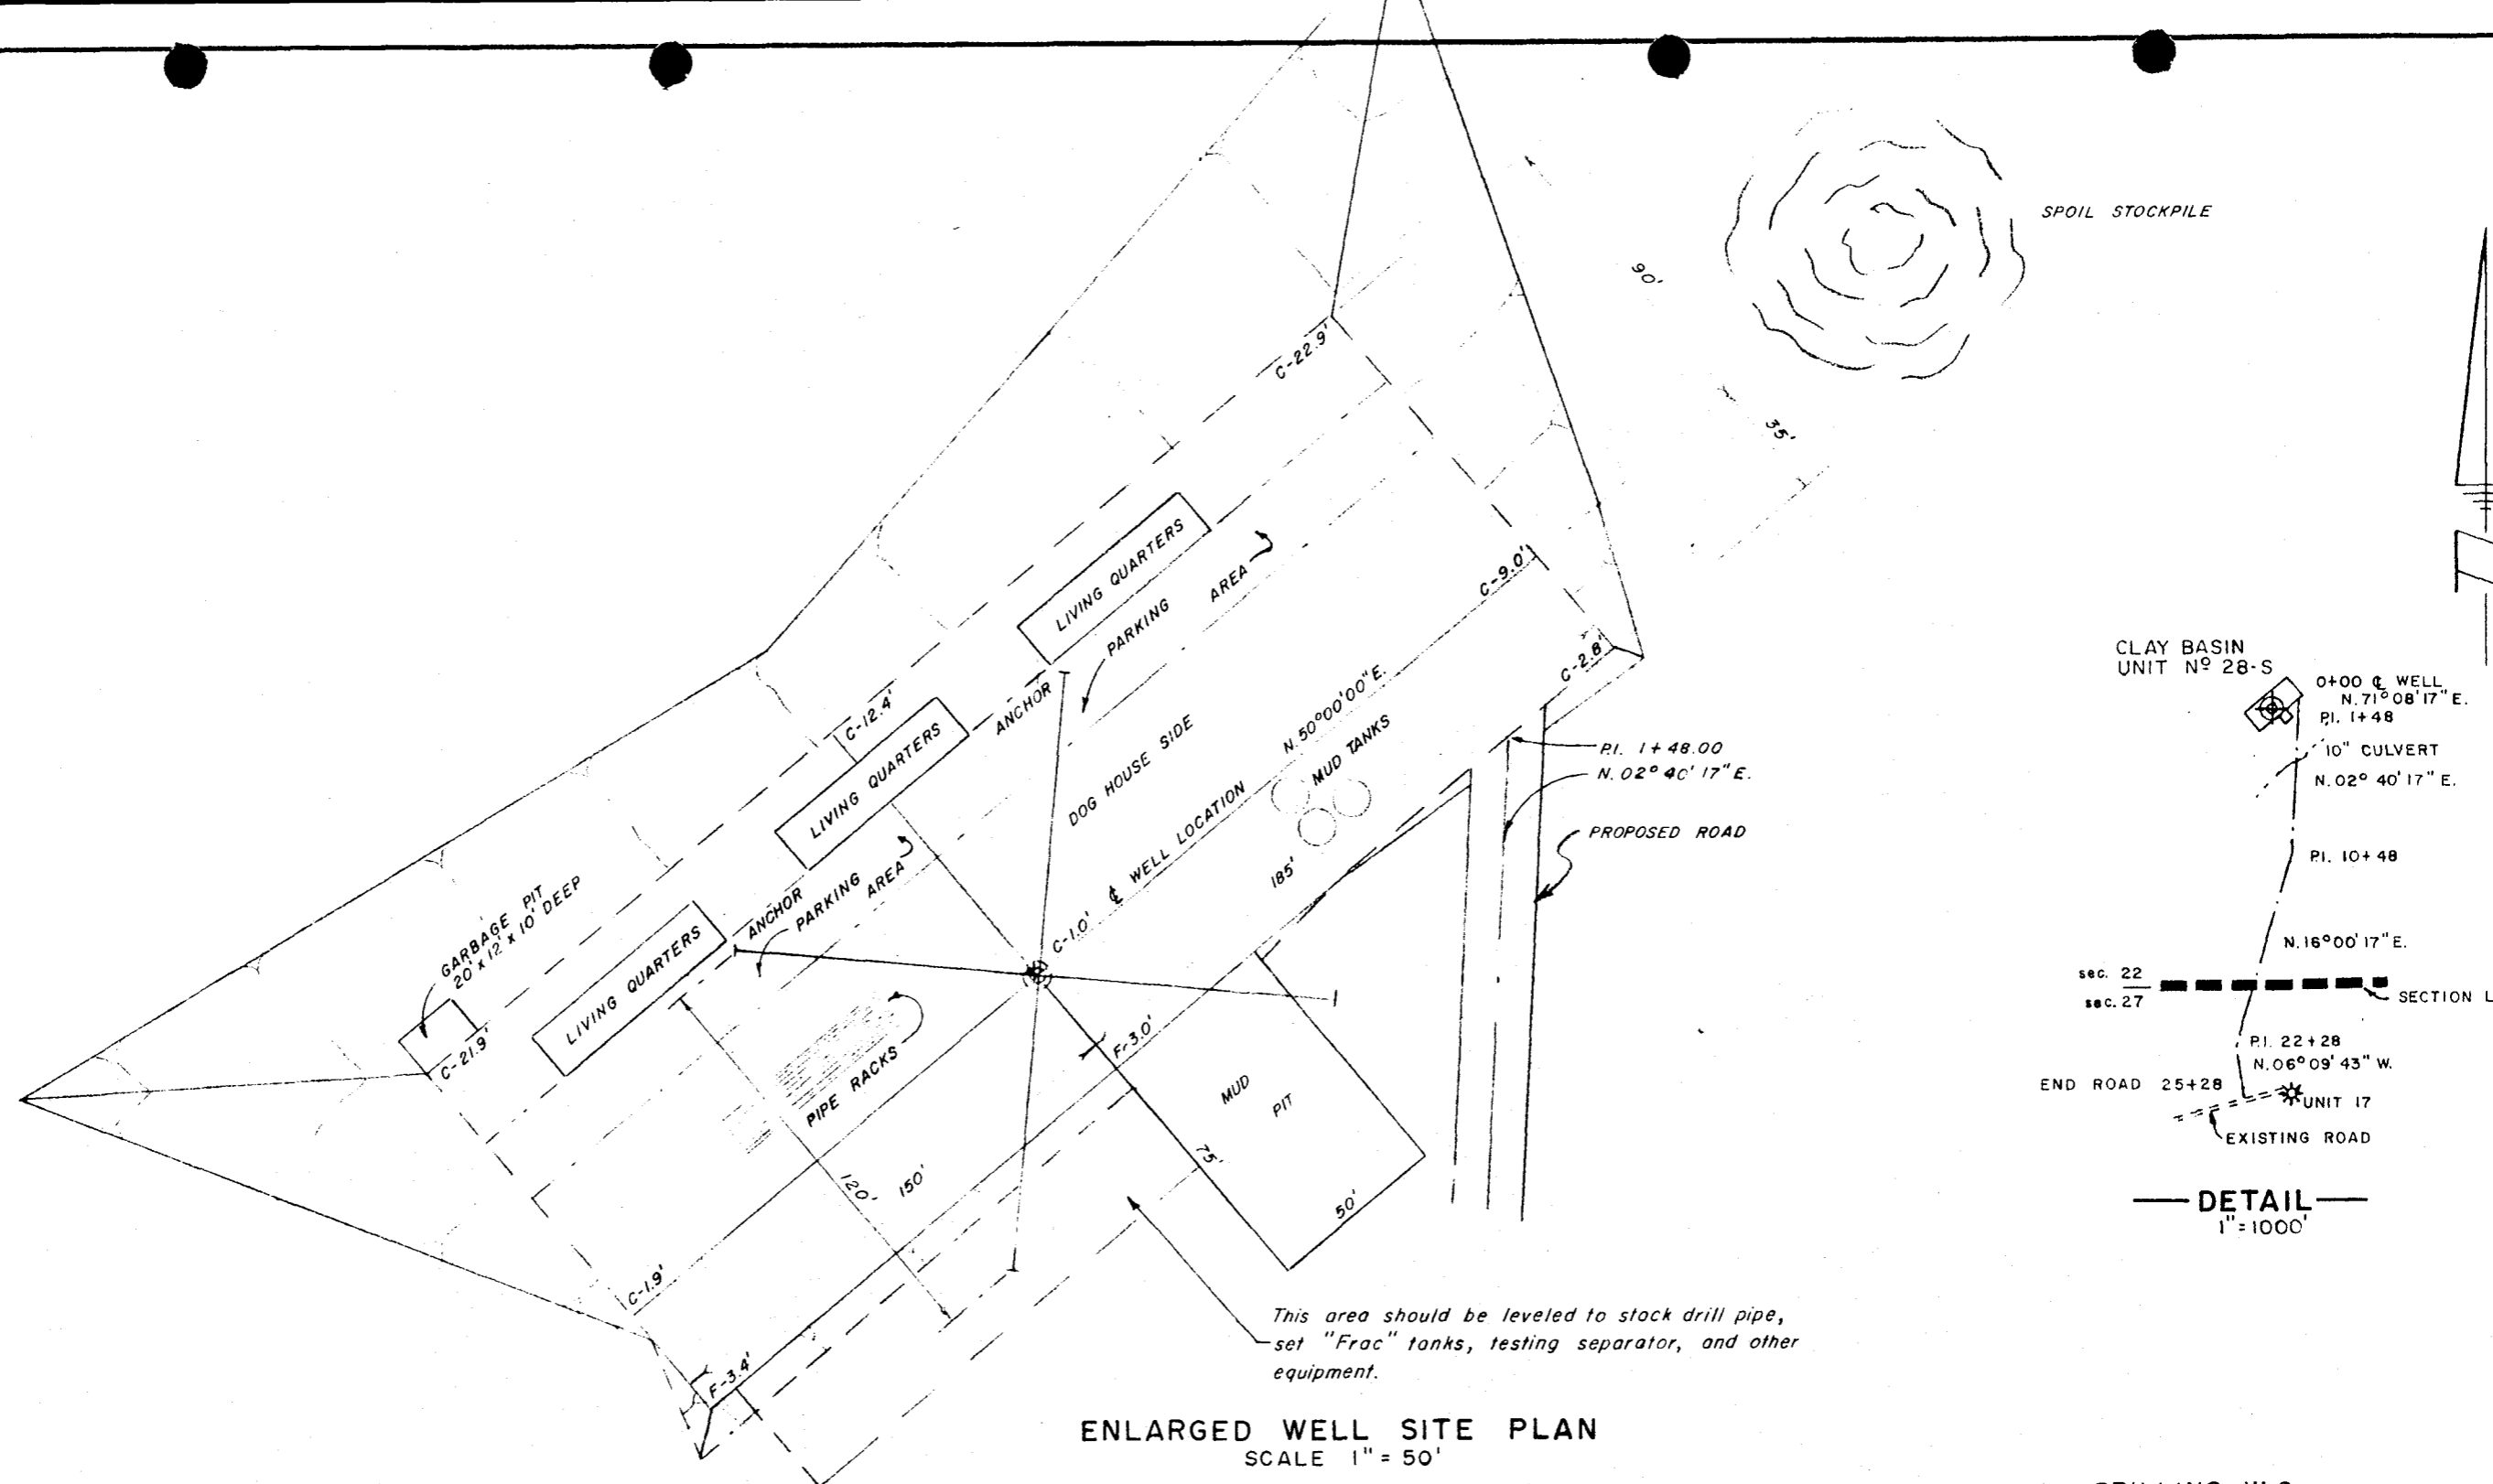 SPOIL STOCKPILE
90'
35'
C-22.9'
LIVING QUARTERS
PARKING AREA
C-9.0'
C-2.8'
C-12.4'
LIVING QUARTERS
ANCHOR
DOG HOUSE SIDE
N. 50°00'00"E.
MUD TANKS
℄ WELL LOCATION
185'
P.I. 1+48.00
N. 02° 40' 17" E.
PROPOSED ROAD
GARBAGE PIT
20' x 12' x 10' DEEP
ANCHOR
PARKING
AREA
LIVING QUARTERS
C-1.0'
C-21.9'
PIPE RACKS
F-3.0'
MUD
PIT
75'
50'
120'
150'
C-1.9'
F-3.4'
This area should be leveled to stock drill pipe,
set "Frac" tanks, testing separator, and other
equipment.
ENLARGED WELL SITE PLAN
SCALE 1" = 50'
CLAY BASIN
UNIT Nº 28-S
0+00 ℄ WELL
N. 71° 08' 17" E.
P.I. 1+48
10" CULVERT
N. 02° 40' 17" E.
P.I. 10+48
N. 16°00' 17" E.
sec. 22
sec. 27
SECTION L
P.I. 22+28
N. 06° 09' 43" W.
END ROAD 25+28
UNIT 17
EXISTING ROAD
DETAIL
1"=1000'